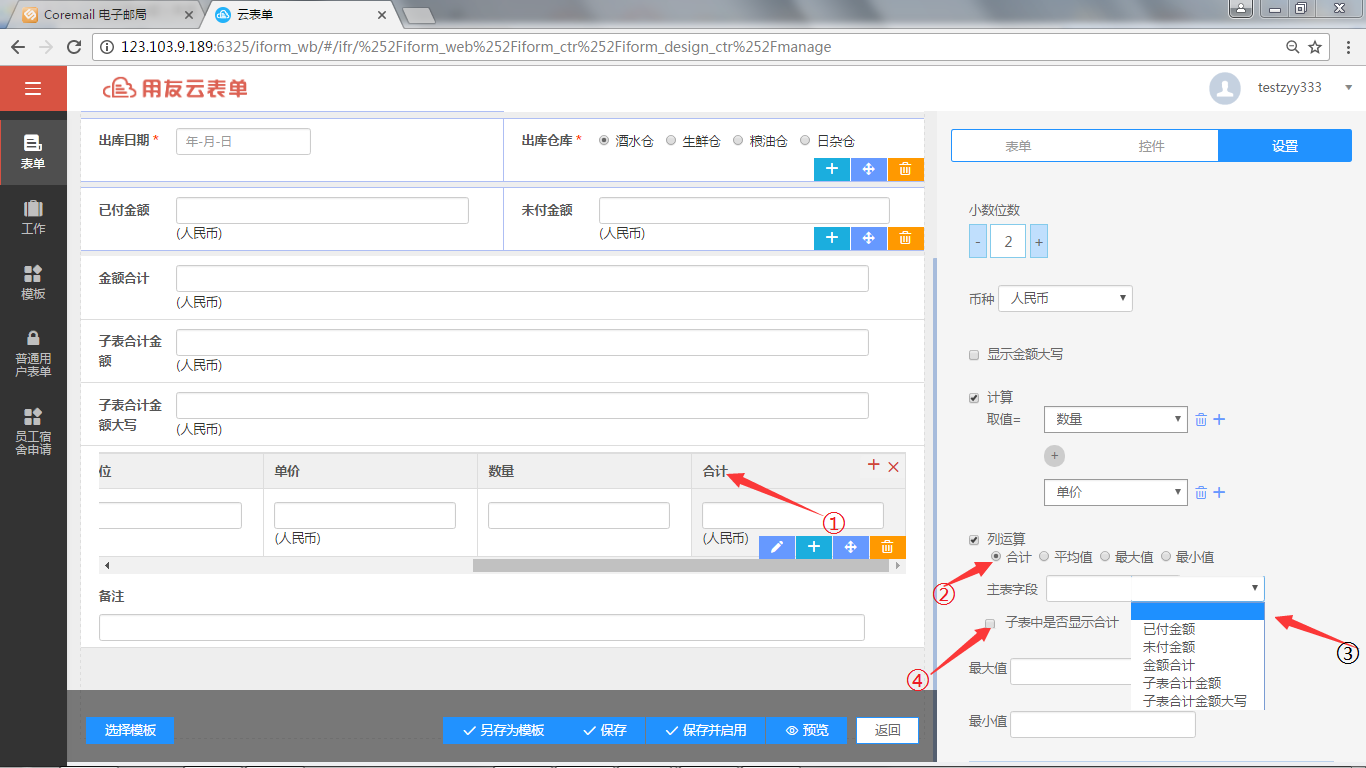 Coremail 电子邮局
云表单
123.103.9.189:6325/iform_wb/#/ifr/%252Fiform_web%252Fiform_ctr%252Fiform_design_ctr%252Fmanage
用友云表单
testzyy333
表单
工作
模板
普通用
户表单
员工宿
舍申请
出库日期 *
年-月-日
出库仓库 *
酒水仓
生鲜仓
粮油仓
日杂仓
已付金额
(人民币)
未付金额
(人民币)
金额合计
(人民币)
子表合计金
额
(人民币)
子表合计金
额大写
(人民币)
位
单价
数量
合计
(人民币)
(人民币)
①
备注
选择模板
另存为模板
保存
保存并启用
预览
返回
表单
控件
设置
小数位数
- 2 +
币种
人民币
显示金额大写
计算
取值=
数量
+
单价
列运算
合计
平均值
最大值
最小值
②
主表字段
已付金额
未付金额
金额合计
子表合计金额
子表合计金额大写
③
子表中是否显示合计
④
最大值
最小值